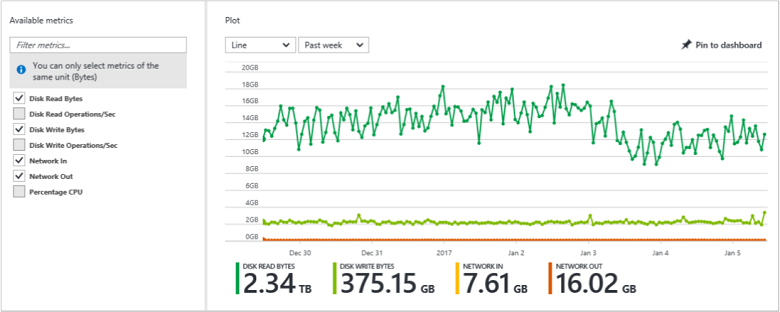 Available metrics
Filter metrics...
You can only select metrics of the
same unit (Bytes)
Disk Read Bytes
Disk Read Operations/Sec
Disk Write Bytes
Disk Write Operations/Sec
Network In
Network Out
Percentage CPU
Plot
Line
Past week
Pin to dashboard
20GB
18GB
16GB
14GB
12GB
10GB
8GB
6GB
4GB
2GB
0GB
Dec 30
Dec 31
2017
Jan 2
Jan 3
Jan 4
Jan 5
DISK READ BYTES
2.34 TB
DISK WRITE BYTES
375.15 GB
NETWORK IN
7.61 GB
NETWORK OUT
16.02 GB